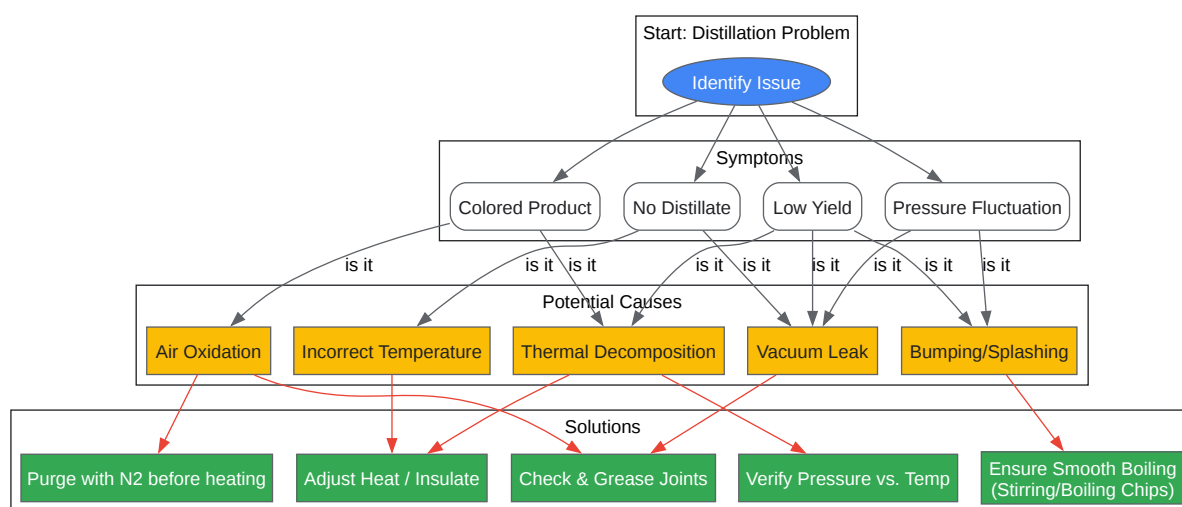 Start: Distillation Problem
Identify Issue
Symptoms
Colored Product
No Distillate
Low Yield
Pressure Fluctuation
is it
is it
is it
is it
is it
is it
is it
is it
is it
Potential Causes
Air Oxidation
Incorrect Temperature
Thermal Decomposition
Vacuum Leak
Bumping/Splashing
Solutions
Purge with N2 before heating
Adjust Heat / Insulate
Check & Grease Joints
Verify Pressure vs. Temp
Ensure Smooth Boiling
(Stirring/Boiling Chips)